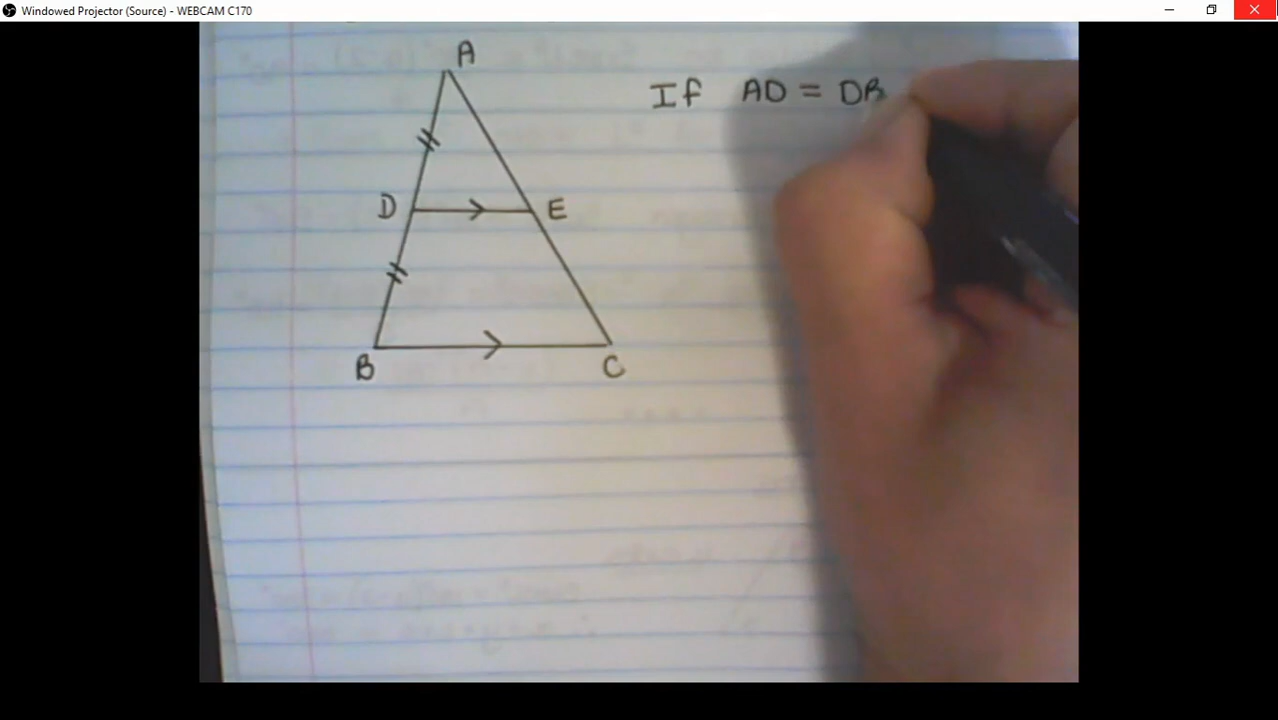 Windowed Projector (Source) - WEBCAM C170
A
If AD = DB
D
E
B
C